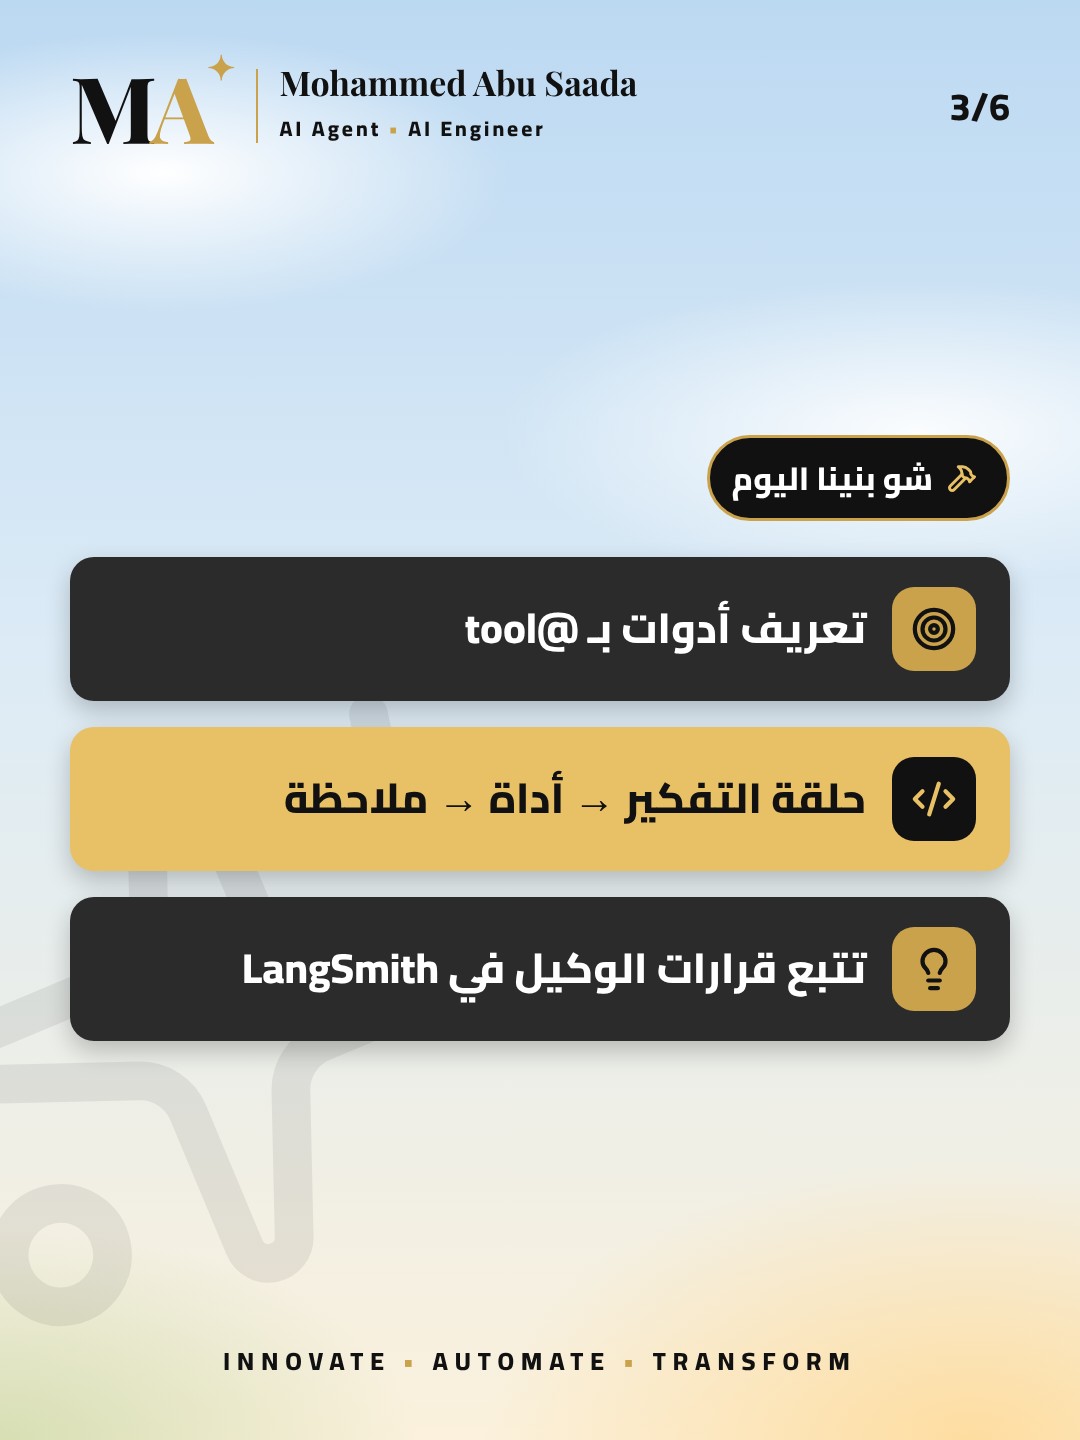 MA
Mohammed Abu Saada
AI Agent ▪ AI Engineer
3/6
شو بنينا اليوم
تعريف أدوات بـ @tool
حلقة التفكير → أداة → ملاحظة
تتبع قرارات الوكيل في LangSmith
INNOVATE ▪ AUTOMATE ▪ TRANSFORM